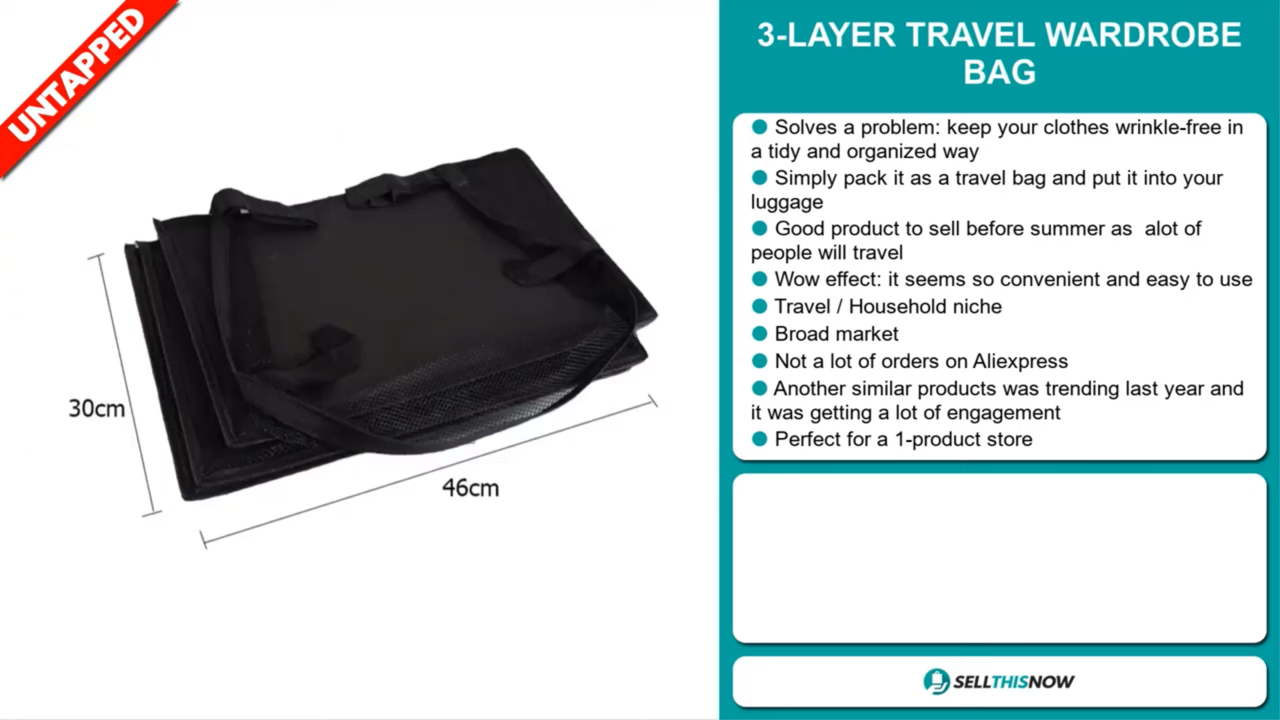 UNTAPPED
3-LAYER TRAVEL WARDROBE
BAG
● Solves a problem: keep your clothes wrinkle-free in
a tidy and organized way
● Simply pack it as a travel bag and put it into your
luggage
● Good product to sell before summer as  alot of
people will travel
● Wow effect: it seems so convenient and easy to use
● Travel / Household niche
● Broad market
● Not a lot of orders on Aliexpress
● Another similar products was trending last year and
it was getting a lot of engagement
● Perfect for a 1-product store
30cm
46cm
SELLTHISNOW